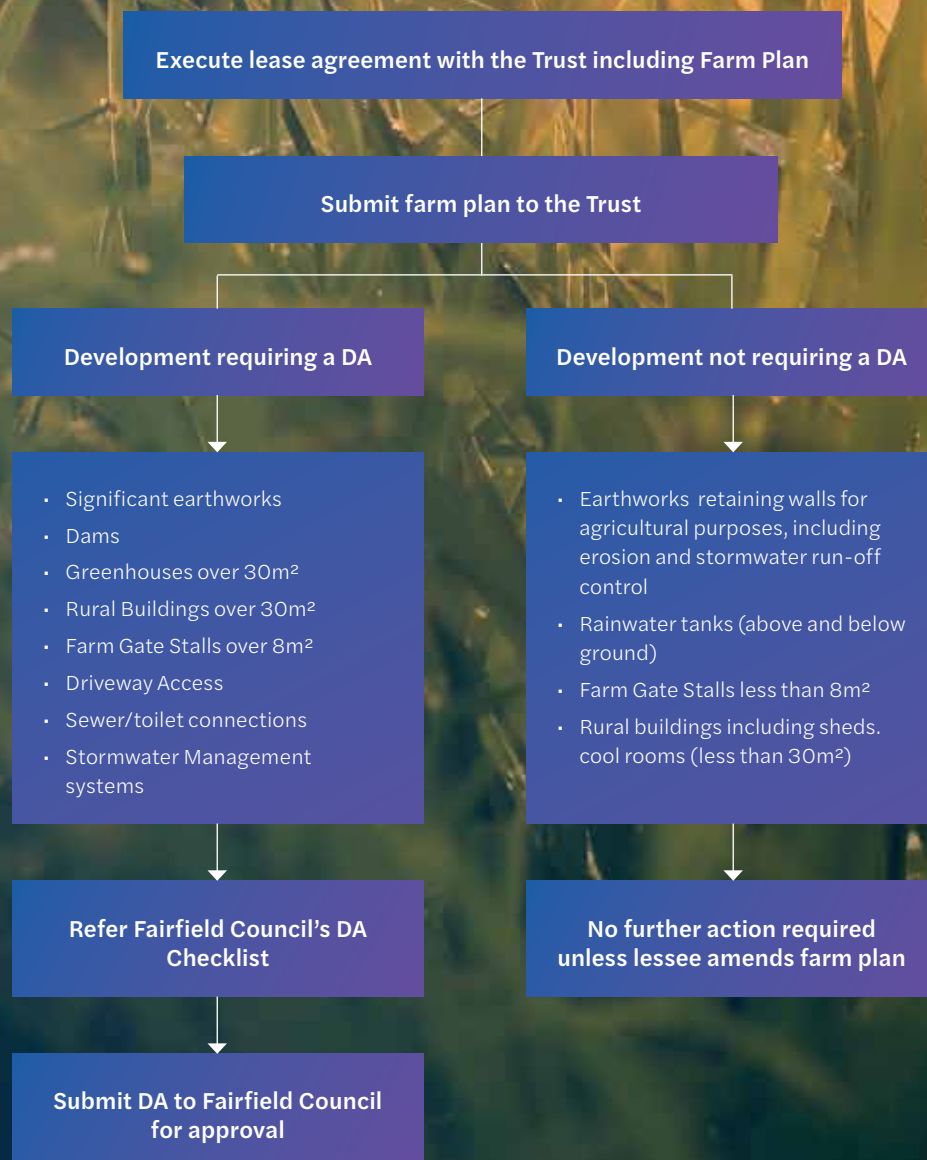 Execute lease agreement with the Trust including Farm Plan
Submit farm plan to the Trust
Development requiring a DA
· Significant earthworks
· Dams
· Greenhouses over 30m²
· Rural Buildings over 30m²
· Farm Gate Stalls over 8m²
· Driveway Access
· Sewer/toilet connections
· Stormwater Management
systems
Refer Fairfield Council's DA
Checklist
Submit DA to Fairfield Council
for approval
Development not requiring a DA
· Earthworks retaining walls for
agricultural purposes, including
erosion and stormwater run-off
control
· Rainwater tanks (above and below
ground)
· Farm Gate Stalls less than 8m²
· Rural buildings including sheds.
cool rooms (less than 30m²)
No further action required
unless lessee amends farm plan